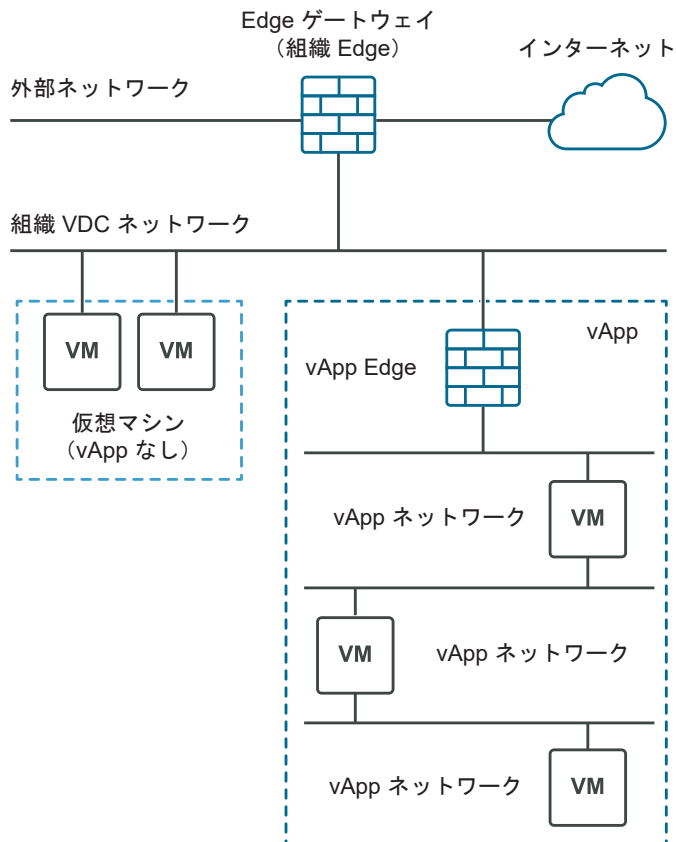 Edge ゲートウェイ
（組織 Edge）
インターネット
外部ネットワーク
組織 VDC ネットワーク
VM
VM
仮想マシン
（vApp なし）
vApp
vApp Edge
vApp ネットワーク
VM
VM
vApp ネットワーク
vApp ネットワーク
VM